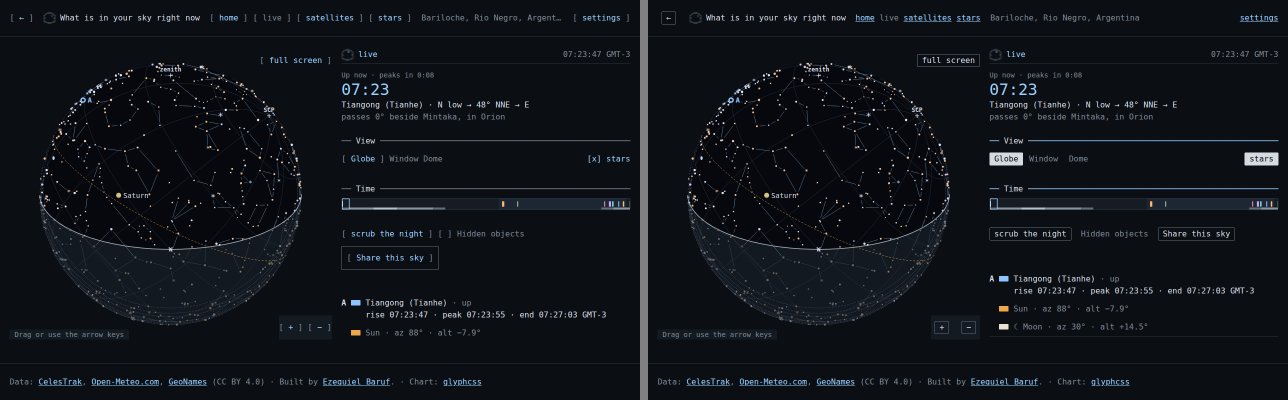 [ ← ] What is in your sky right now [ home ] [ live ] [ satellites ] [ stars ] Bariloche, Rio Negro, Argent… [ settings ]
[ full screen ]
live 07:23:47 GMT-3
zenith
A
SCP
Saturn
Up now · peaks in 0:08
07:23
Tiangong (Tianhe) · N low → 48° NNE → E
passes 0° beside Mintaka, in Orion
View
[ Globe ] Window Dome [x] stars
Time
[ scrub the night ] [ ] Hidden objects
[ Share this sky ]
A Tiangong (Tianhe) · up
rise 07:23:47 · peak 07:23:55 · end 07:27:03 GMT-3
Sun · az 88° · alt −7.9°
Drag or use the arrow keys
[ + ] [ − ]
Data: CelesTrak, Open-Meteo.com, GeoNames (CC BY 4.0) · Built by Ezequiel Baruf. · Chart: glyphcss
← What is in your sky right now home live satellites stars Bariloche, Rio Negro, Argentina settings
full screen
live 07:23:47 GMT-3
zenith
A
SCP
Saturn
Up now · peaks in 0:08
07:23
Tiangong (Tianhe) · N low → 48° NNE → E
passes 0° beside Mintaka, in Orion
View
Globe Window Dome stars
Time
scrub the night Hidden objects Share this sky
A Tiangong (Tianhe) · up
rise 07:23:47 · peak 07:23:55 · end 07:27:03 GMT-3
Sun · az 88° · alt −7.9°
☾ Moon · az 30° · alt +14.5°
Drag or use the arrow keys
+ −
Data: CelesTrak, Open-Meteo.com, GeoNames (CC BY 4.0) · Built by Ezequiel Baruf. · Chart: glyphcss